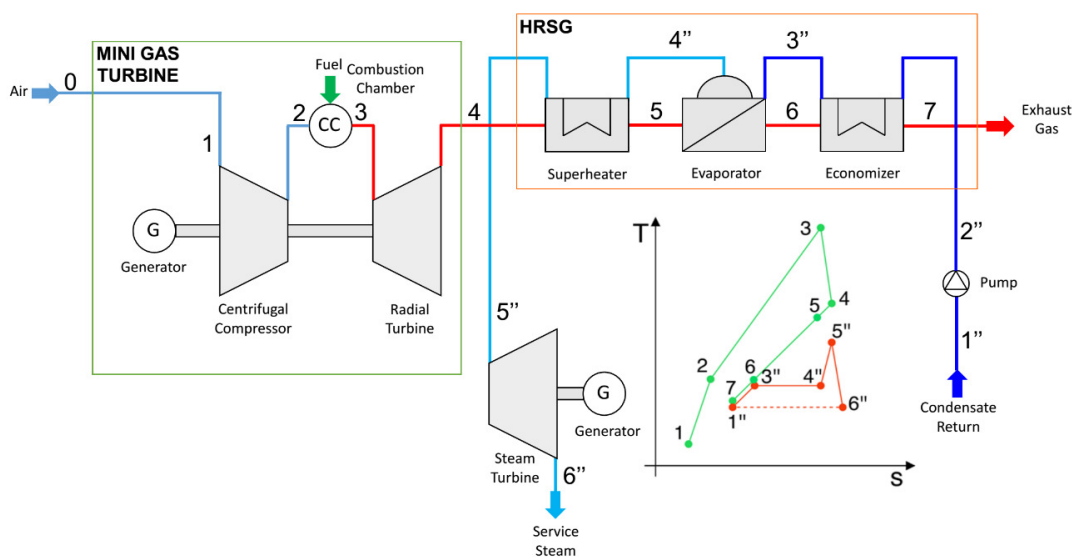 MINI GAS
TURBINE
HRSG
Air
0
1
2
Fuel
Combustion
Chamber
CC
3
4
4’’
3’’
5
6
7
Exhaust
Gas
Superheater
Evaporator
Economizer
G
Generator
Centrifugal
Compressor
Radial
Turbine
2’’
Pump
1’’
Condensate
Return
5’’
G
Generator
Steam
Turbine
6’’
Service
Steam
T
3
4
5
5"
2
6
3"
4"
7
1"
6"
1
S